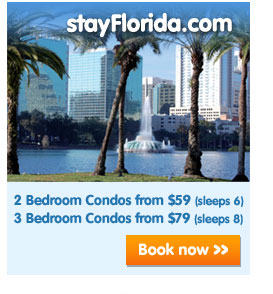 stayFlorida.com
2 Bedroom Condos from $59 (sleeps 6)
3 Bedroom Condos from $79 (sleeps 8)
Book now >>